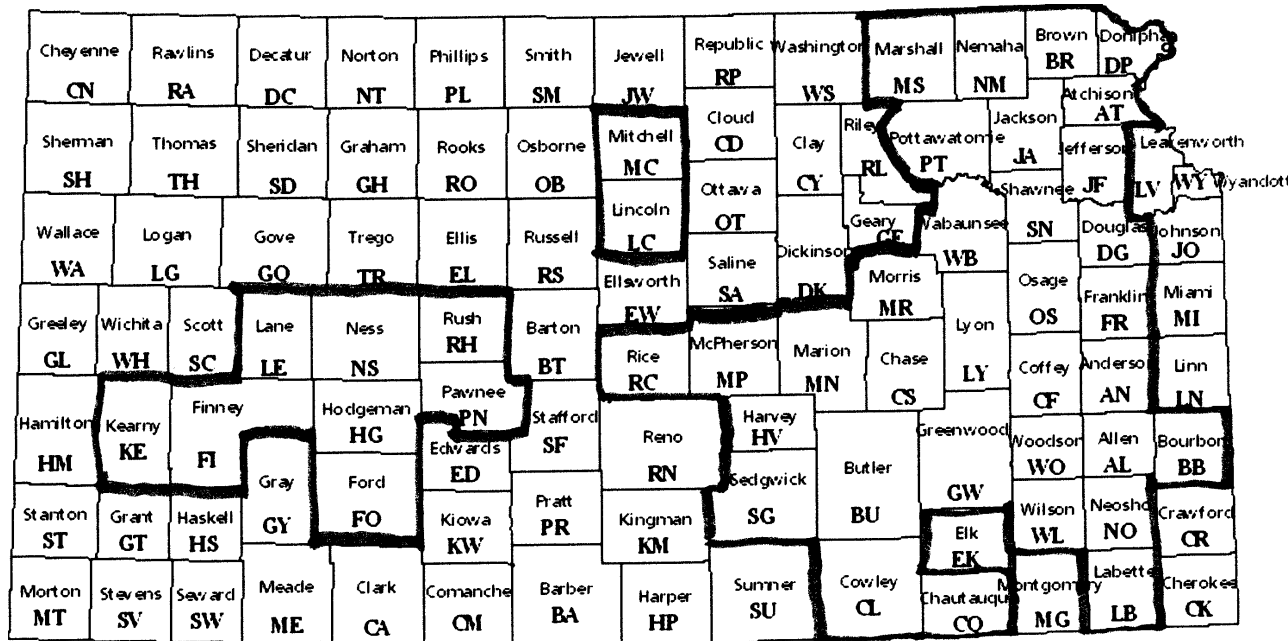 Cheyenne
CN
Rawlins
RA
Decatur
DC
Norton
NT
Phillips
PL
Smith
SM
Jewell
JW
Republic
RP
Washington
WS
Marshall
MS
Nemaha
NM
Brown
BR
Doniphan
DP
Atchison
AT
Sherman
SH
Thomas
TH
Sheridan
SD
Graham
GH
Rooks
RO
Osborne
OB
Mitchell
MC
Cloud
CD
Clay
CY
Riley
RL
Pottawatomie
PT
Jackson
JA
Jefferson
JF
Leavenworth
LV
WY
Wyandott
Lincoln
LC
Ottawa
OT
Wallace
WA
Logan
LG
Gove
GO
Trego
TR
Ellis
EL
Russell
RS
Ellsworth
EW
Saline
SA
Dickinson
DK
Geary
GE
Wabaunsee
WB
Shawnee
SN
Douglas
DG
Johnson
JO
Morris
MR
Greeley
GL
Wichita
WH
Scott
SC
Lane
LE
Ness
NS
Rush
RH
Barton
BT
Rice
RC
McPherson
MP
Marion
MN
Chase
CS
Lyon
LY
Osage
OS
Franklin
FR
Miami
MI
Coffey
CF
Anderso
AN
Linn
LN
Hamilton
HM
Kearny
KE
Finney
FI
Hodgeman
HG
Pawnee
PN
Stafford
SF
Edwards
ED
Reno
RN
Harvey
HV
Butler
BU
Greenwood
GW
Woodson
WO
Allen
AL
Bourbon
BB
Gray
GY
Ford
FO
Sedgwick
SG
Stanton
ST
Grant
GT
Haskell
HS
Kiowa
KW
Pratt
PR
Kingman
KM
Elk
EK
Wilson
WL
Neosho
NO
Crawford
CR
Morton
MT
Stevens
SV
Seward
SW
Meade
ME
Clark
CA
Comanche
CM
Barber
BA
Harper
HP
Sumner
SU
Cowley
CL
Chautauqu
CQ
Montgomery
MG
Labette
LB
Cherokee
CK